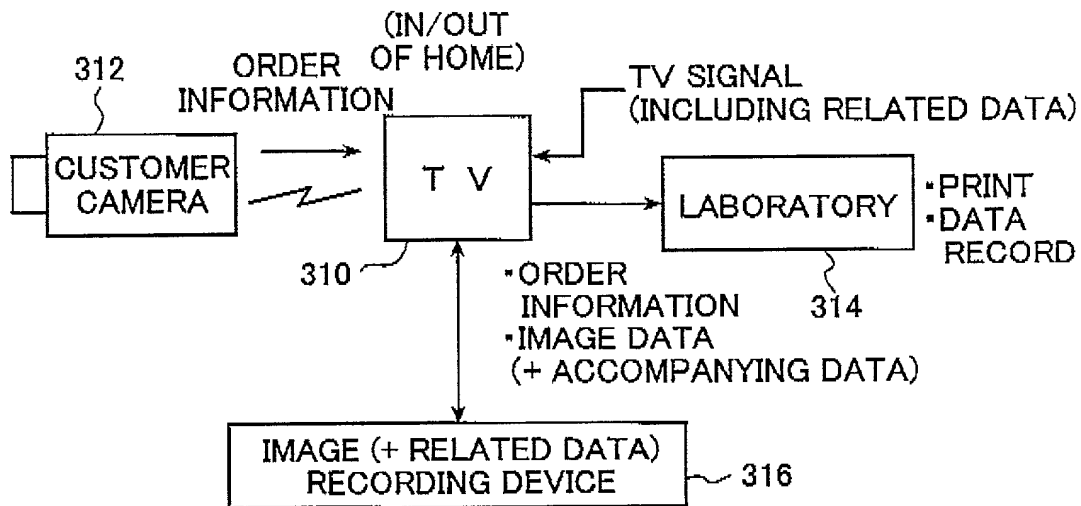 312
ORDER
INFORMATION
(IN/OUT
OF HOME)
TV SIGNAL
(INCLUDING RELATED DATA)
CUSTOMER
CAMERA
T V
LABORATORY
・PRINT
・DATA
RECORD
310
・ORDER
INFORMATION
・IMAGE DATA
(+ ACCOMPANYING DATA)
314
IMAGE (+ RELATED DATA)
RECORDING DEVICE
316